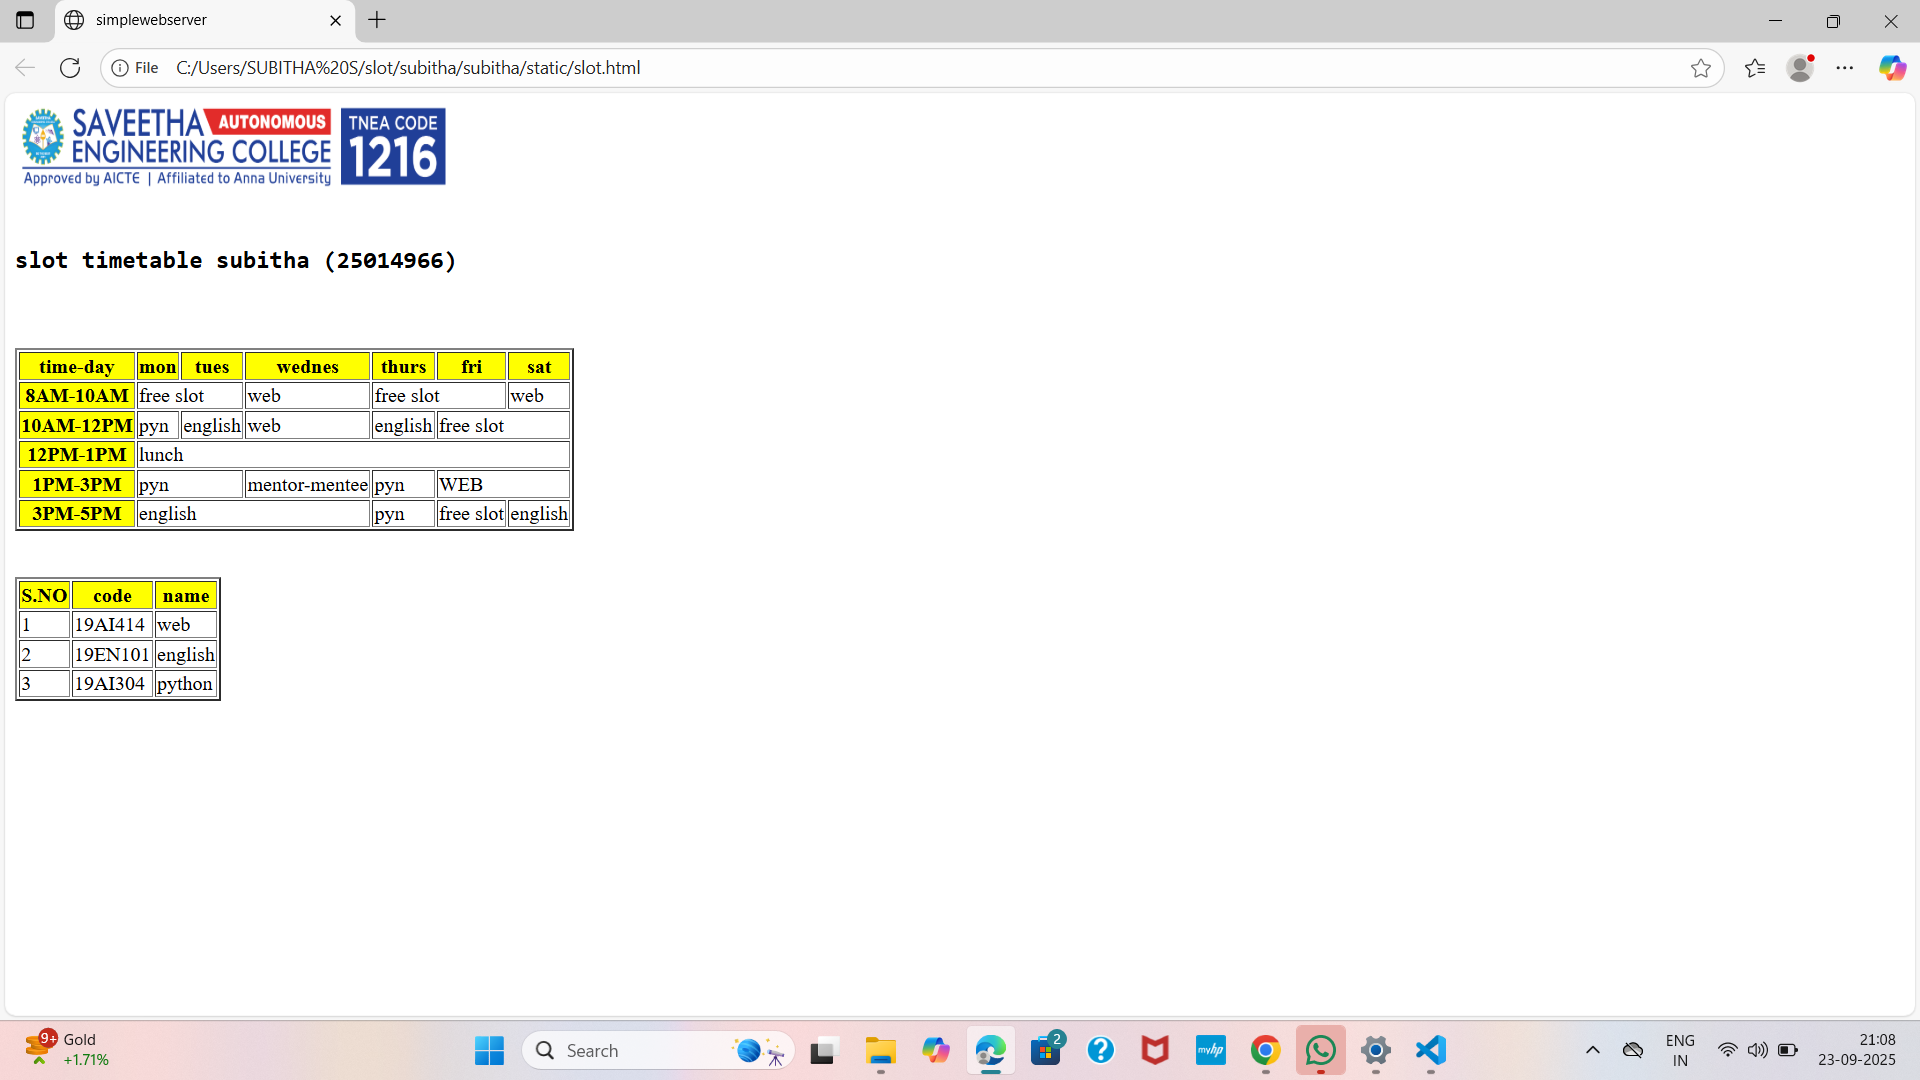 simplewebserver
File C:/Users/SUBITHA%20S/slot/subitha/subitha/static/slot.html
SAVEETHA AUTONOMOUS
ENGINEERING COLLEGE
Approved by AICTE | Affiliated to Anna University
TNEA CODE
1216
slot timetable subitha (25014966)
time-day mon tues wednes thurs fri sat
8AM-10AM free slot web free slot web
10AM-12PM pyn english web english free slot
12PM-1PM lunch
1PM-3PM pyn mentor-mentee pyn WEB
3PM-5PM english pyn free slot english
S.NO code name
1 19AI414 web
2 19EN101 english
3 19AI304 python
9+ Gold
+1.71%
Search
2
myhp
ENG
IN
21:08
23-09-2025